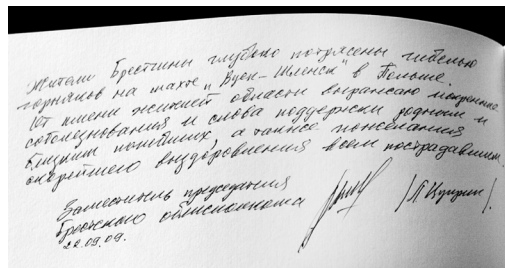 Жители Брестчины глубоко потрясены гибелью
горняков на шахте „Вуек-Шленск" в Польше.
От имени жителей области выражаю искренние
соболезнования и слова поддержки родным и
близким погибших, а также пожелания
скорейшего выздоровления всем пострадавшим.
Заместитель председателя
Брестского облисполкома
22.09.09.